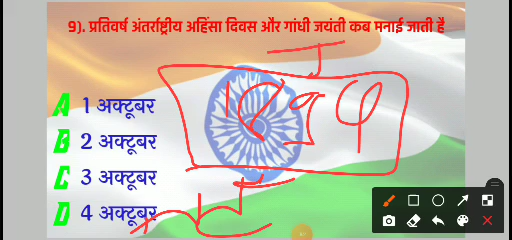 9). प्रतिवर्ष अंतर्राष्ट्रीय अहिंसा दिवस और गांधी जयंती कब मनाई जाती है
A 1 अक्टूबर
B 2 अक्टूबर
C 3 अक्टूबर
D 4 अक्टूबर